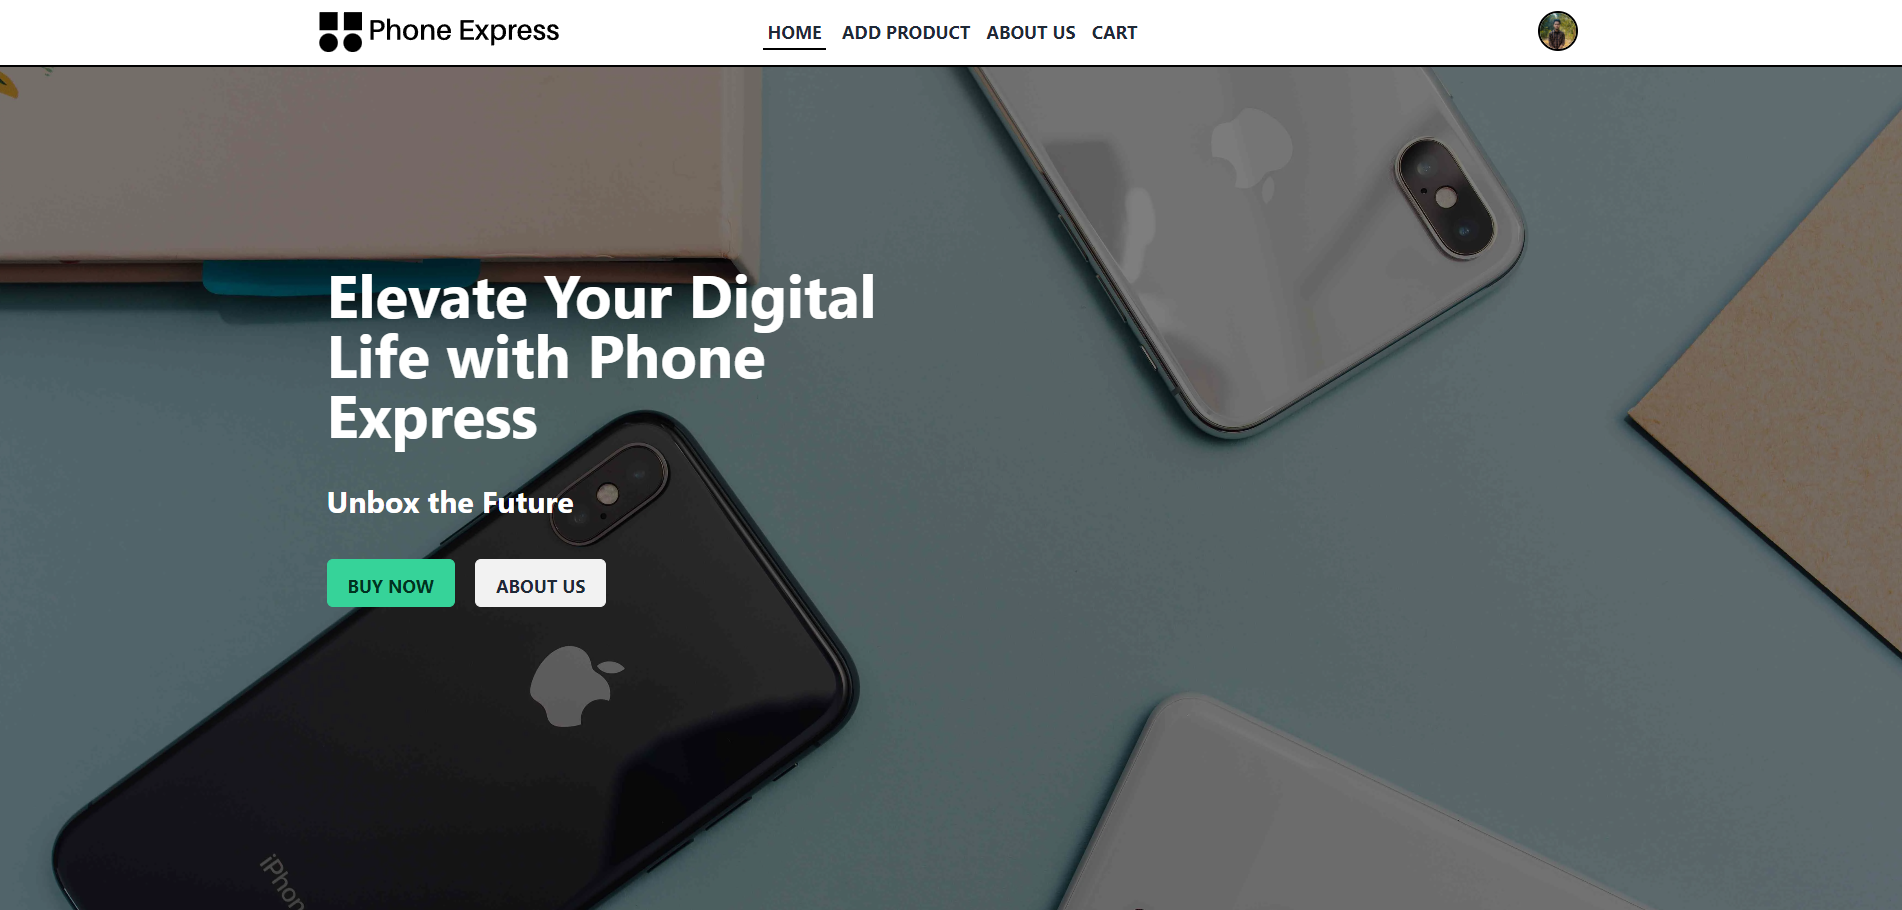 Phone Express
HOME ADD PRODUCT ABOUT US CART
Elevate Your Digital
Life with Phone
Express
Unbox the Future
BUY NOW ABOUT US